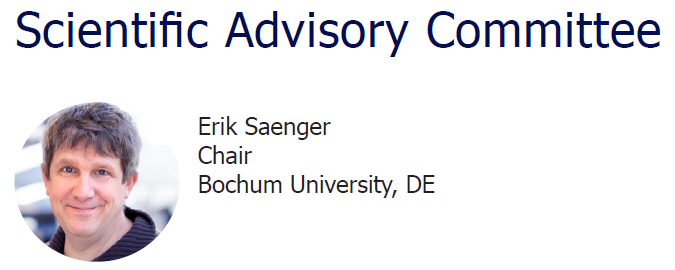 Scientific Advisory Committee
Erik Saenger
Chair
Bochum University, DE